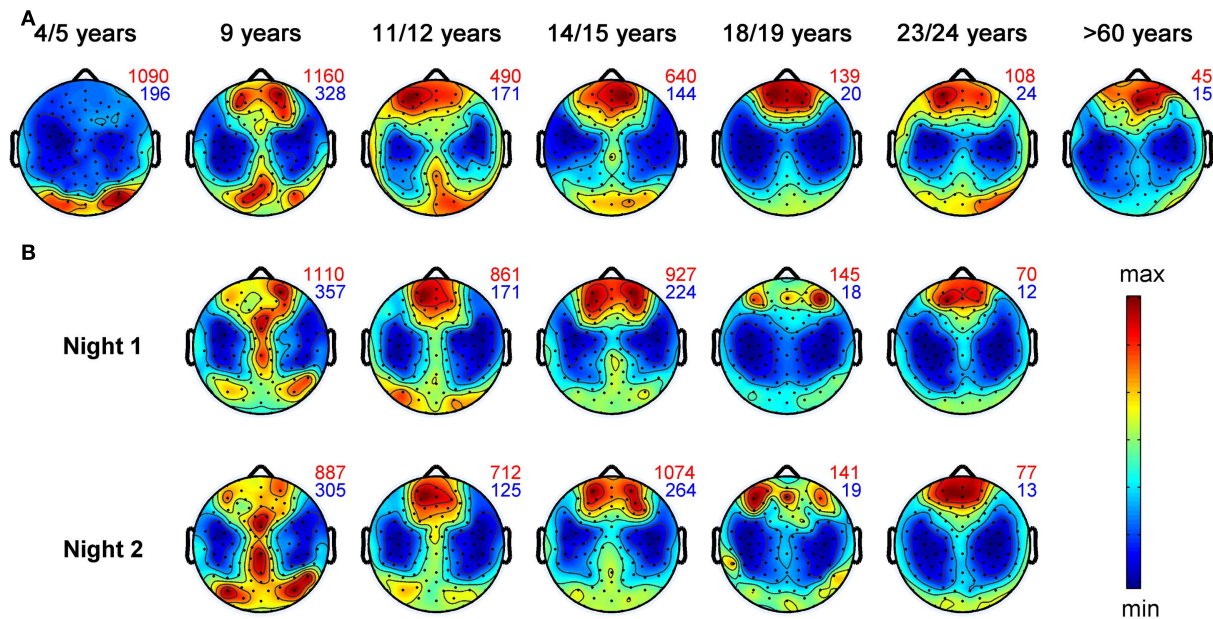 A
4/5 years 9 years 11/12 years 14/15 years 18/19 years 23/24 years >60 years
1090 1160 490 640 139 108 45
196 328 171 144 20 24 15
B
1110 861 927 145 70
357 171 224 18 12
max
Night 1
887 712 1074 141 77
305 125 264 19 13
Night 2
min